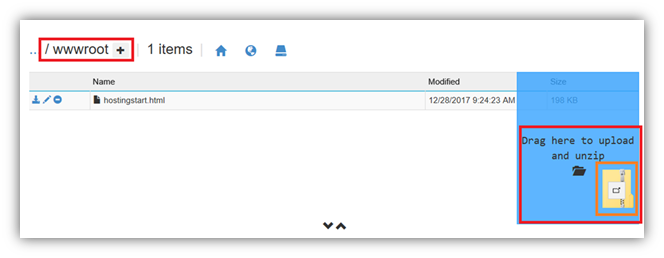 ... / wwwroot + | 1 items |
Name Modified Size
hostingstart.html 12/28/2017 9:24:23 AM 198 KB
Drag here to upload
and unzip